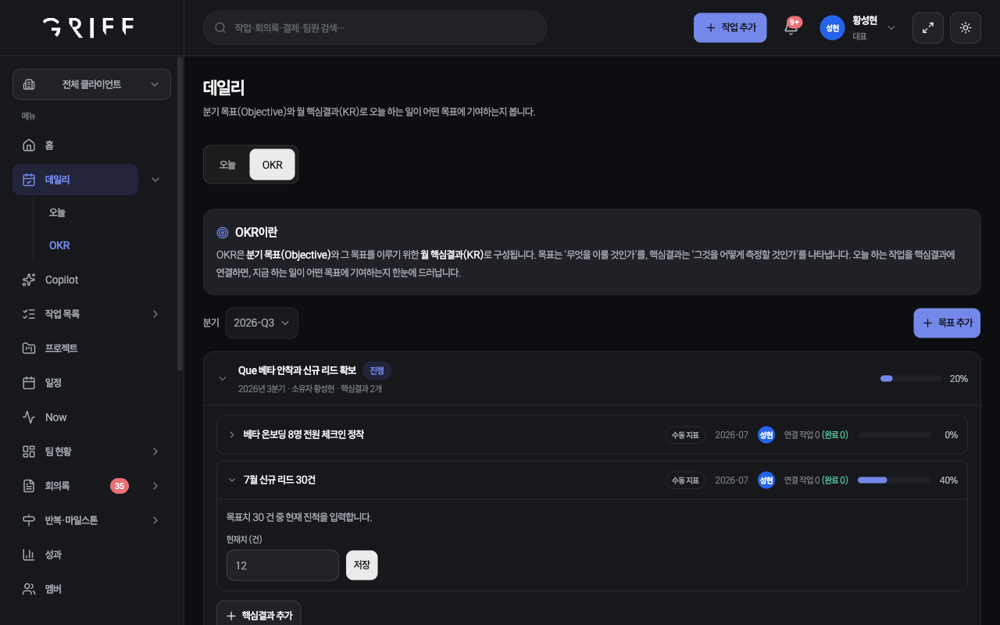 GRIFF
작업·회의록·결제·팀원 검색…
작업 추가
9+
성현
황성현
대표
전체 클라이언트
메뉴
홈
데일리
오늘
OKR
Copilot
작업 목록
프로젝트
일정
Now
팀 현황
회의록
35
반복·마일스톤
성과
멤버
데일리
분기 목표(Objective)와 월 핵심결과(KR)로 오늘 하는 일이 어떤 목표에 기여하는지 봅니다.
오늘
OKR
OKR이란
OKR은 분기 목표(Objective)와 그 목표를 이루기 위한 월 핵심결과(KR)로 구성됩니다. 목표는 ‘무엇을 이룰 것인가’를, 핵심결과는 ‘그것을 어떻게 측정할 것인가’를 나타냅니다. 오늘 하는 작업을 핵심결과에
연결하면, 지금 하는 일이 어떤 목표에 기여하는지 한눈에 드러납니다.
분기
2026-Q3
목표 추가
Que 베타 안착과 신규 리드 확보
진행
2026년 3분기 · 소유자 황성현 · 핵심결과 2개
20%
베타 온보딩 8명 전원 체크인 정착
수동 지표
2026-07
성현
연결 작업 0 (완료 0)
0%
7월 신규 리드 30건
수동 지표
2026-07
성현
연결 작업 0 (완료 0)
40%
목표치 30 건 중 현재 진척을 입력합니다.
현재치 (건)
12
저장
핵심결과 추가